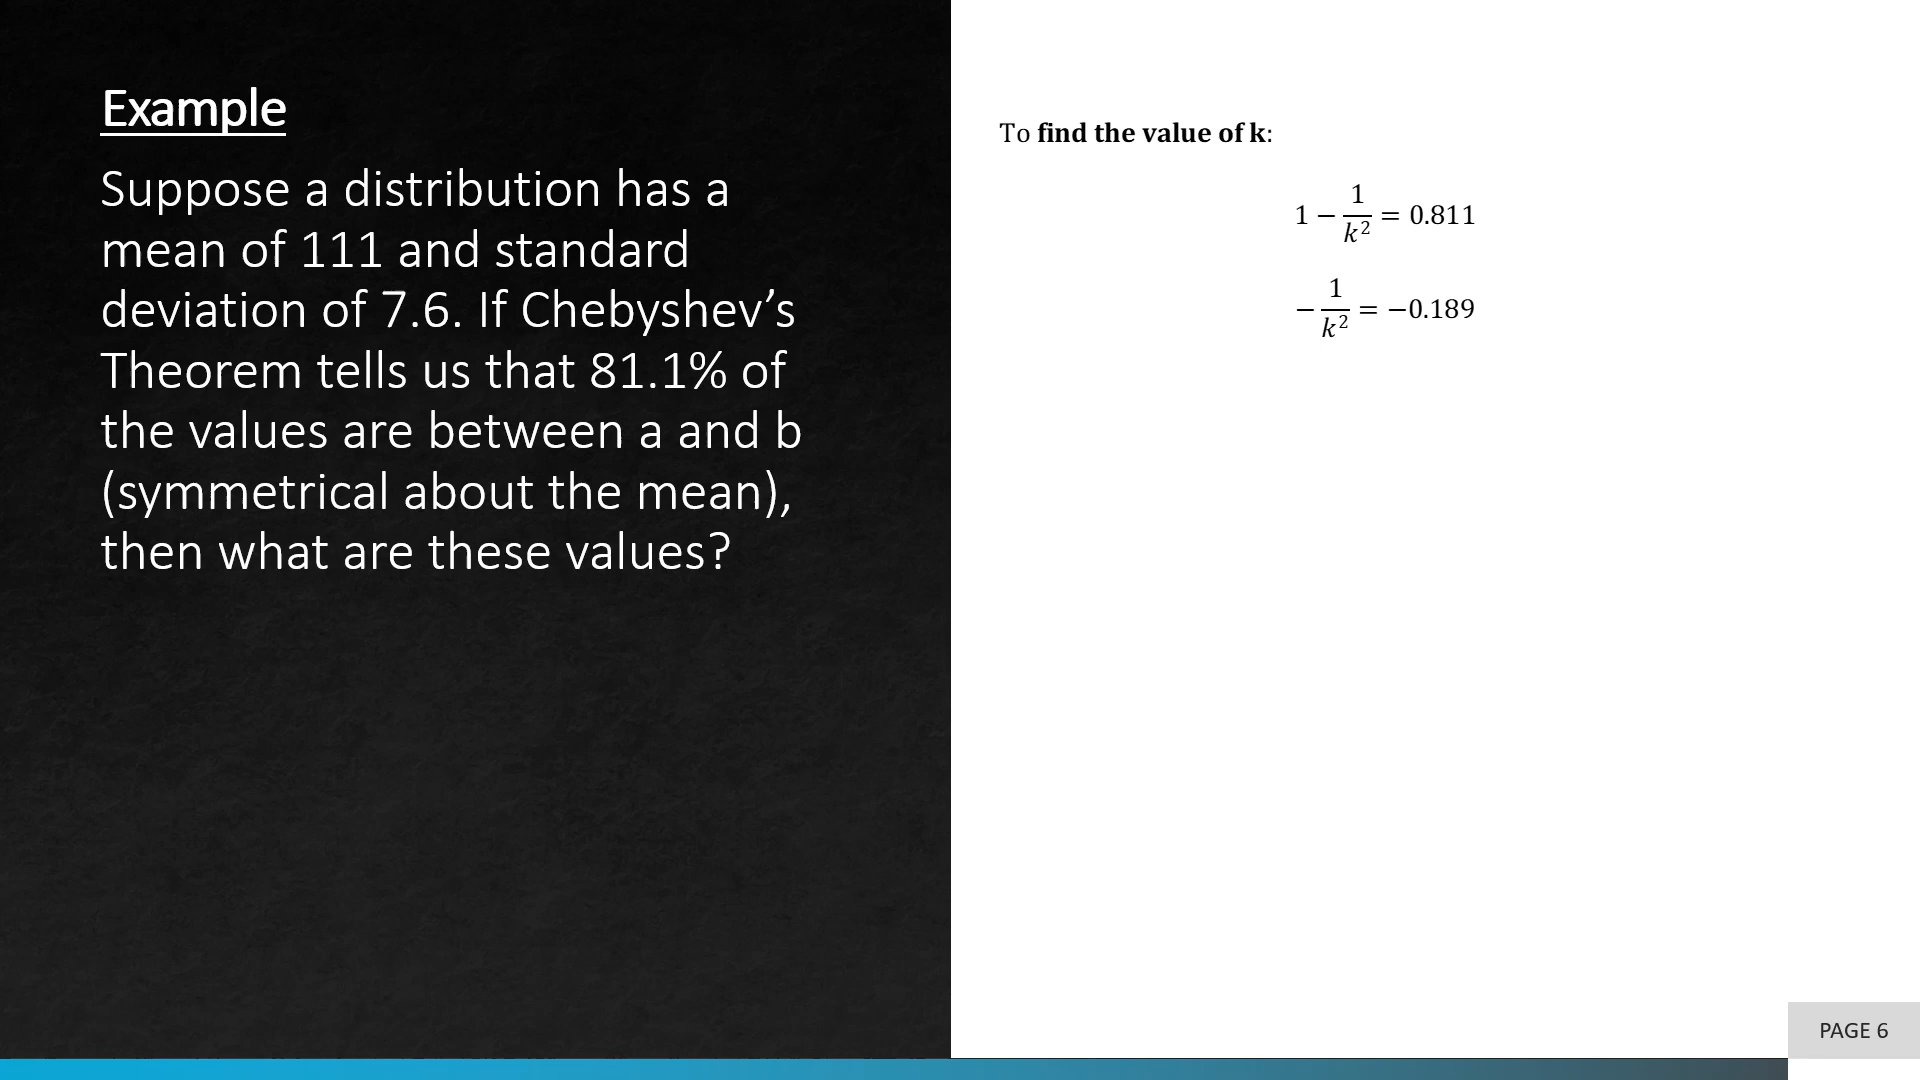 Example
Suppose a distribution has a
mean of 111 and standard
deviation of 7.6. If Chebyshev’s
Theorem tells us that 81.1% of
the values are between a and b
(symmetrical about the mean),
then what are these values?
To find the value of k:
1 − 1/k² = 0.811
− 1/k² = −0.189
PAGE 6